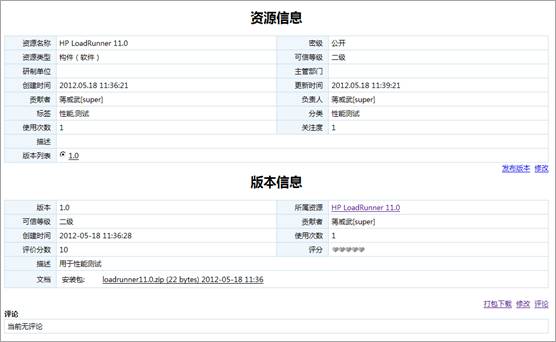 资源信息
资源名称 HP LoadRunner 11.0 密级 公开
资源类型 构件（软件） 可信等级 二级
研制单位 主管部门
创建时间 2012.05.18 11:36:21 更新时间 2012.05.18 11:39:21
贡献者 蒋威武[super] 负责人 蒋威武[super]
标签 性能,测试 分类 性能测试
使用次数 1 关注度 1
描述
版本列表 1.0
发布版本 修改
版本信息
版本 1.0 所属资源 HP LoadRunner 11.0
可信等级 二级 贡献者 蒋威武[super]
创建时间 2012-05-18 11:36:28 使用次数 1
评价分数 10 评分
描述 用于性能测试
文档 安装包: loadrunner11.0.zip (22 bytes) 2012-05-18 11:36
打包下载 修改 评论
评论
当前无评论